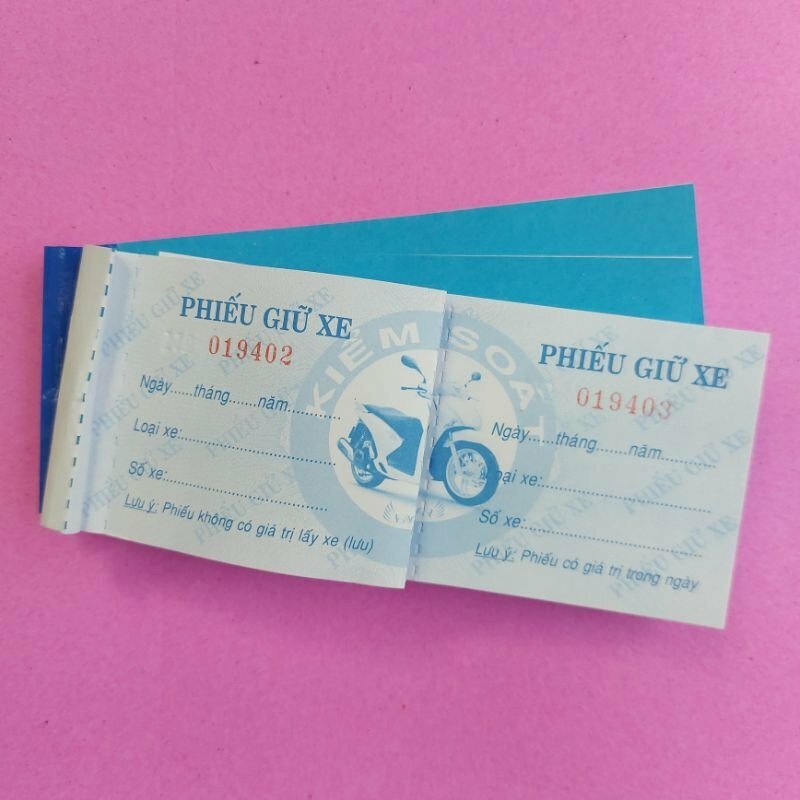 PHIẾU GIỮ XE
019402
Ngày......tháng.......năm............
Loại xe:
Số xe:
Lưu ý: Phiếu không có giá trị lấy xe (lưu)
KIỂM SOÁT
PHIẾU GIỮ XE
019403
Ngày......tháng.......năm............
oại xe:
Số xe:
Lưu ý: Phiếu có giá trị trong ngày